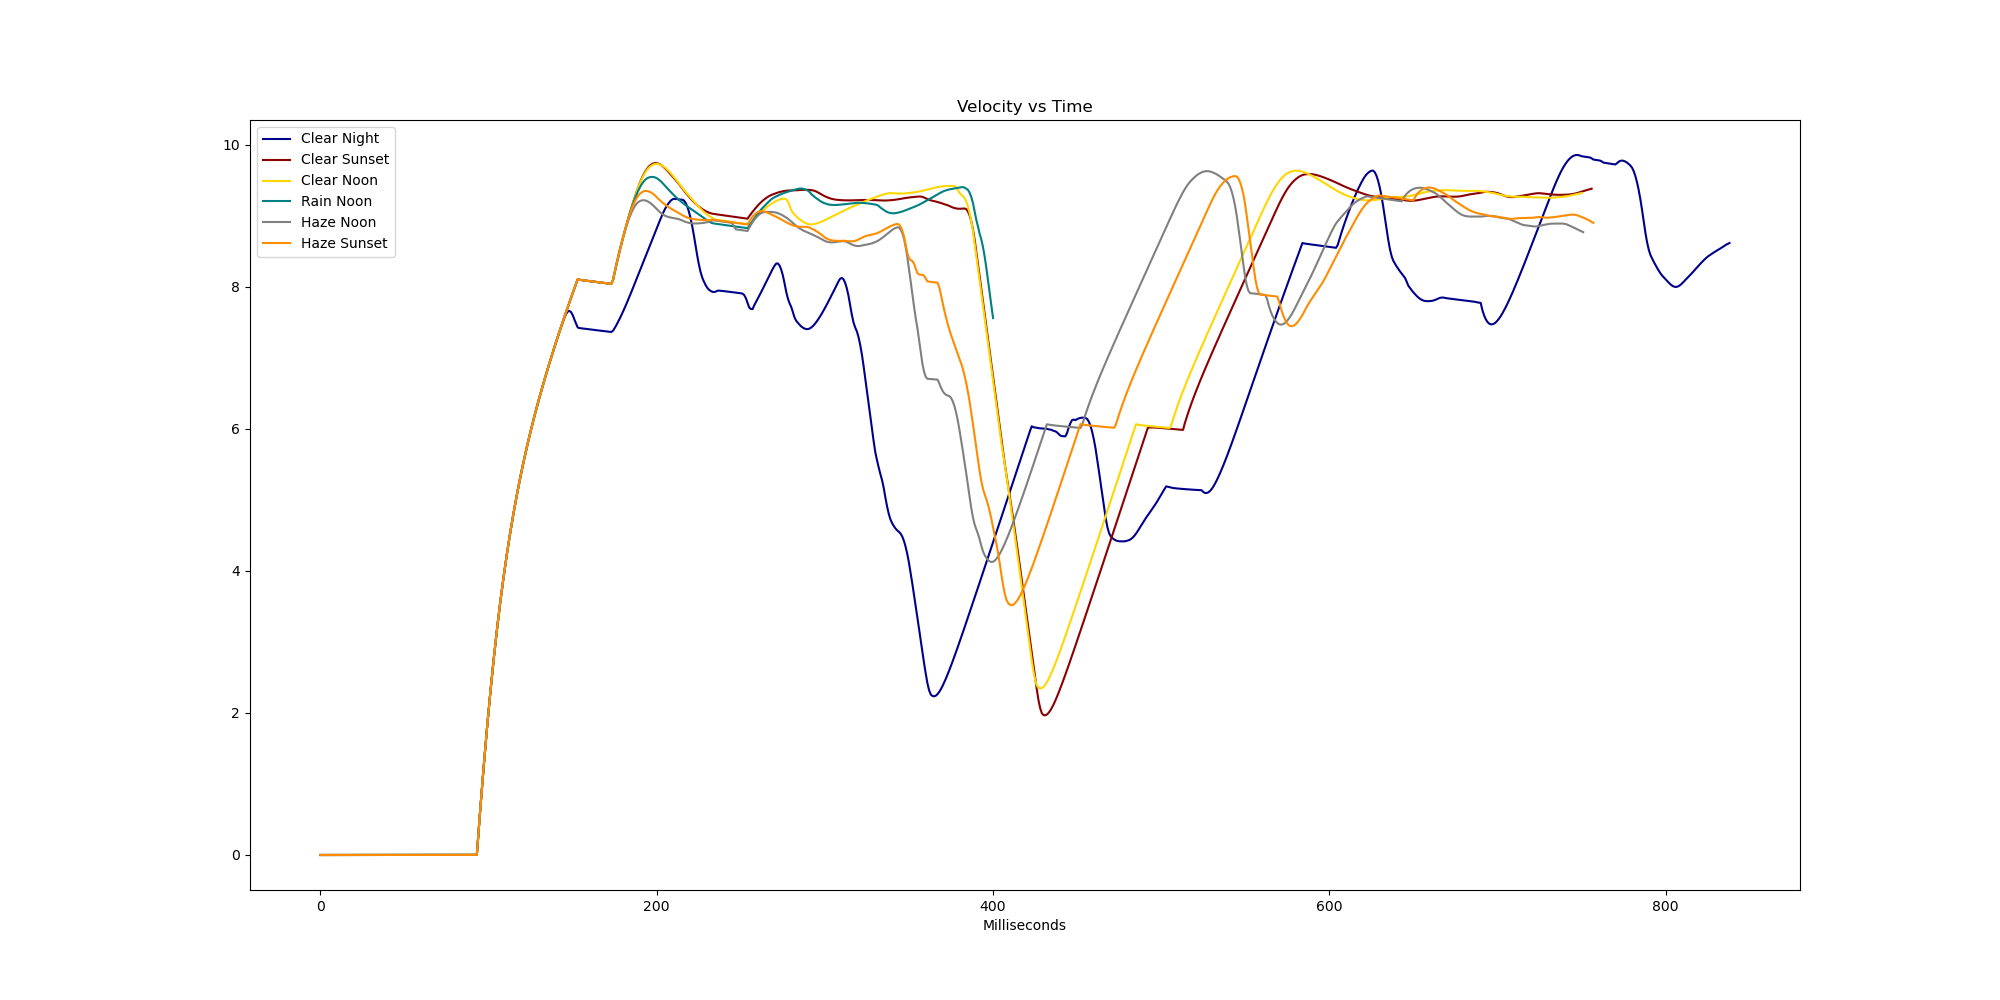 Velocity vs Time
Clear Night
Clear Sunset
Clear Noon
Rain Noon
Haze Noon
Haze Sunset
10
8
6
4
2
0
0 200 400 600 800
Milliseconds